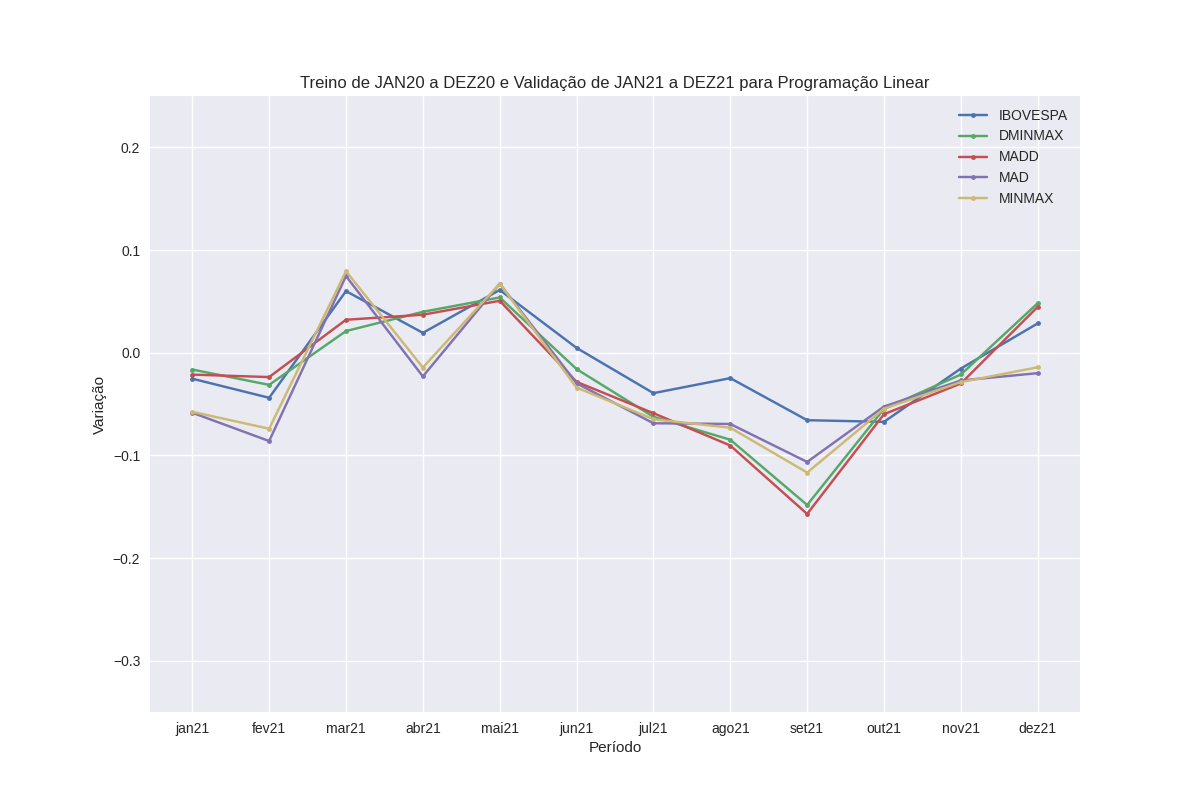 Treino de JAN20 a DEZ20 e Validação de JAN21 a DEZ21 para Programação Linear
IBOVESPA
DMINMAX
MADD
MAD
MINMAX
0.2
0.1
0.0
−0.1
−0.2
−0.3
Variação
jan21 fev21 mar21 abr21 mai21 jun21 jul21 ago21 set21 out21 nov21 dez21
Período